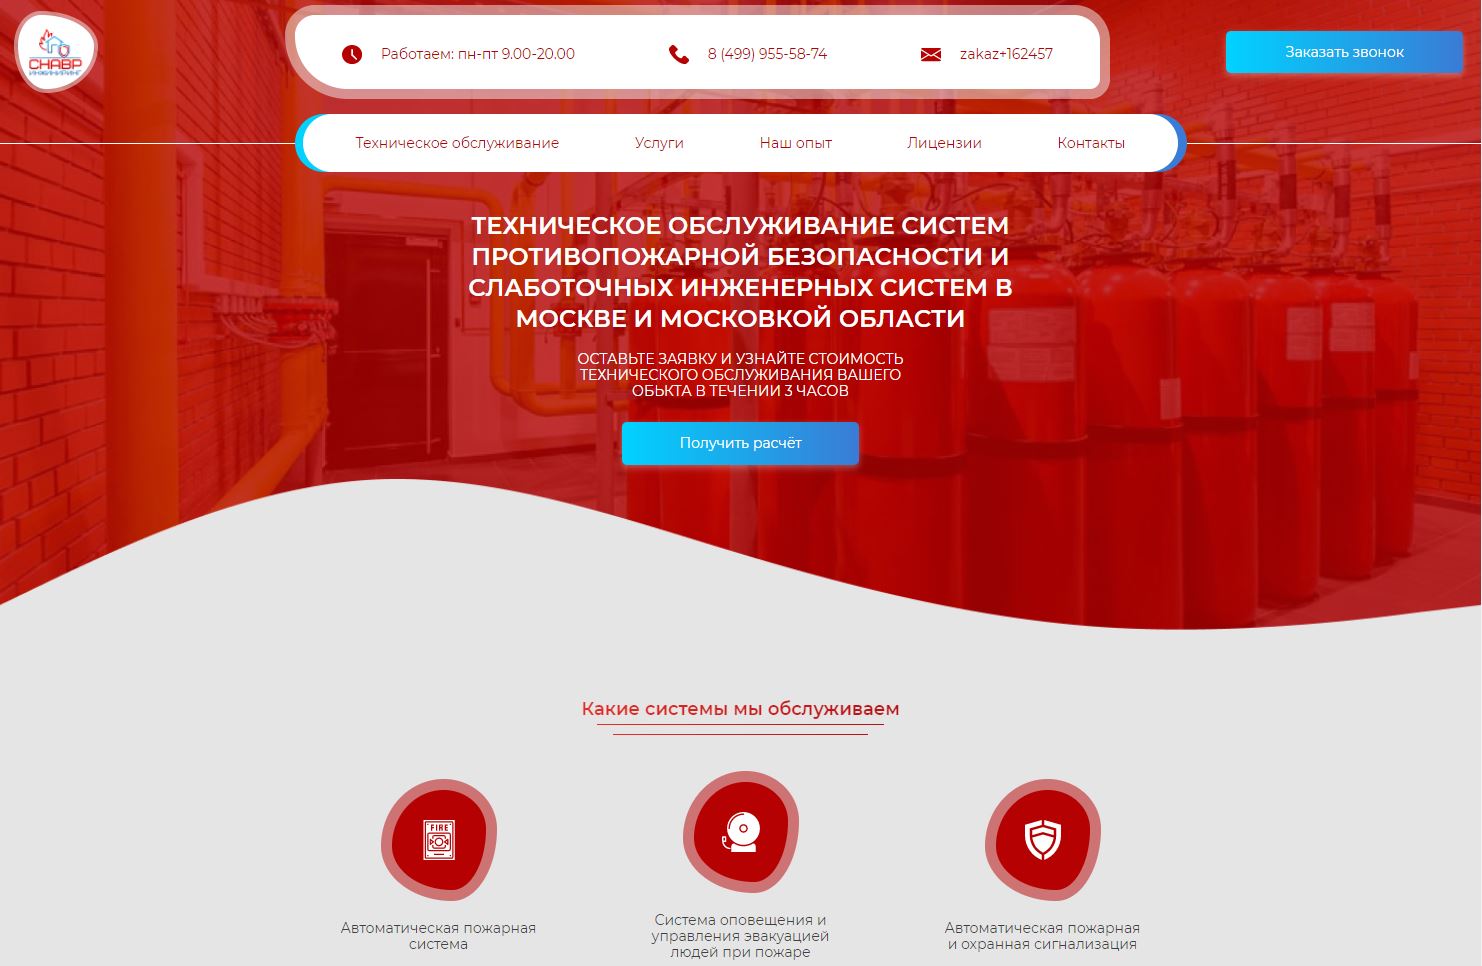 СНАВР
ИНЖИНИРИНГ
Работаем: пн-пт 9.00-20.00
8 (499) 955-58-74
zakaz+162457
Заказать звонок
Техническое обслуживание
Услуги
Наш опыт
Лицензии
Контакты
ТЕХНИЧЕСКОЕ ОБСЛУЖИВАНИЕ СИСТЕМ
ПРОТИВОПОЖАРНОЙ БЕЗОПАСНОСТИ И
СЛАБОТОЧНЫХ ИНЖЕНЕРНЫХ СИСТЕМ В
МОСКВЕ И МОСКОВКОЙ ОБЛАСТИ
ОСТАВЬТЕ ЗАЯВКУ И УЗНАЙТЕ СТОИМОСТЬ
ТЕХНИЧЕСКОГО ОБСЛУЖИВАНИЯ ВАШЕГО
ОБЬКТА В ТЕЧЕНИИ 3 ЧАСОВ
Получить расчёт
Какие системы мы обслуживаем
FIRE
Автоматическая пожарная
система
Система оповещения и
управления эвакуацией
людей при пожаре
Автоматическая пожарная
и охранная сигнализация